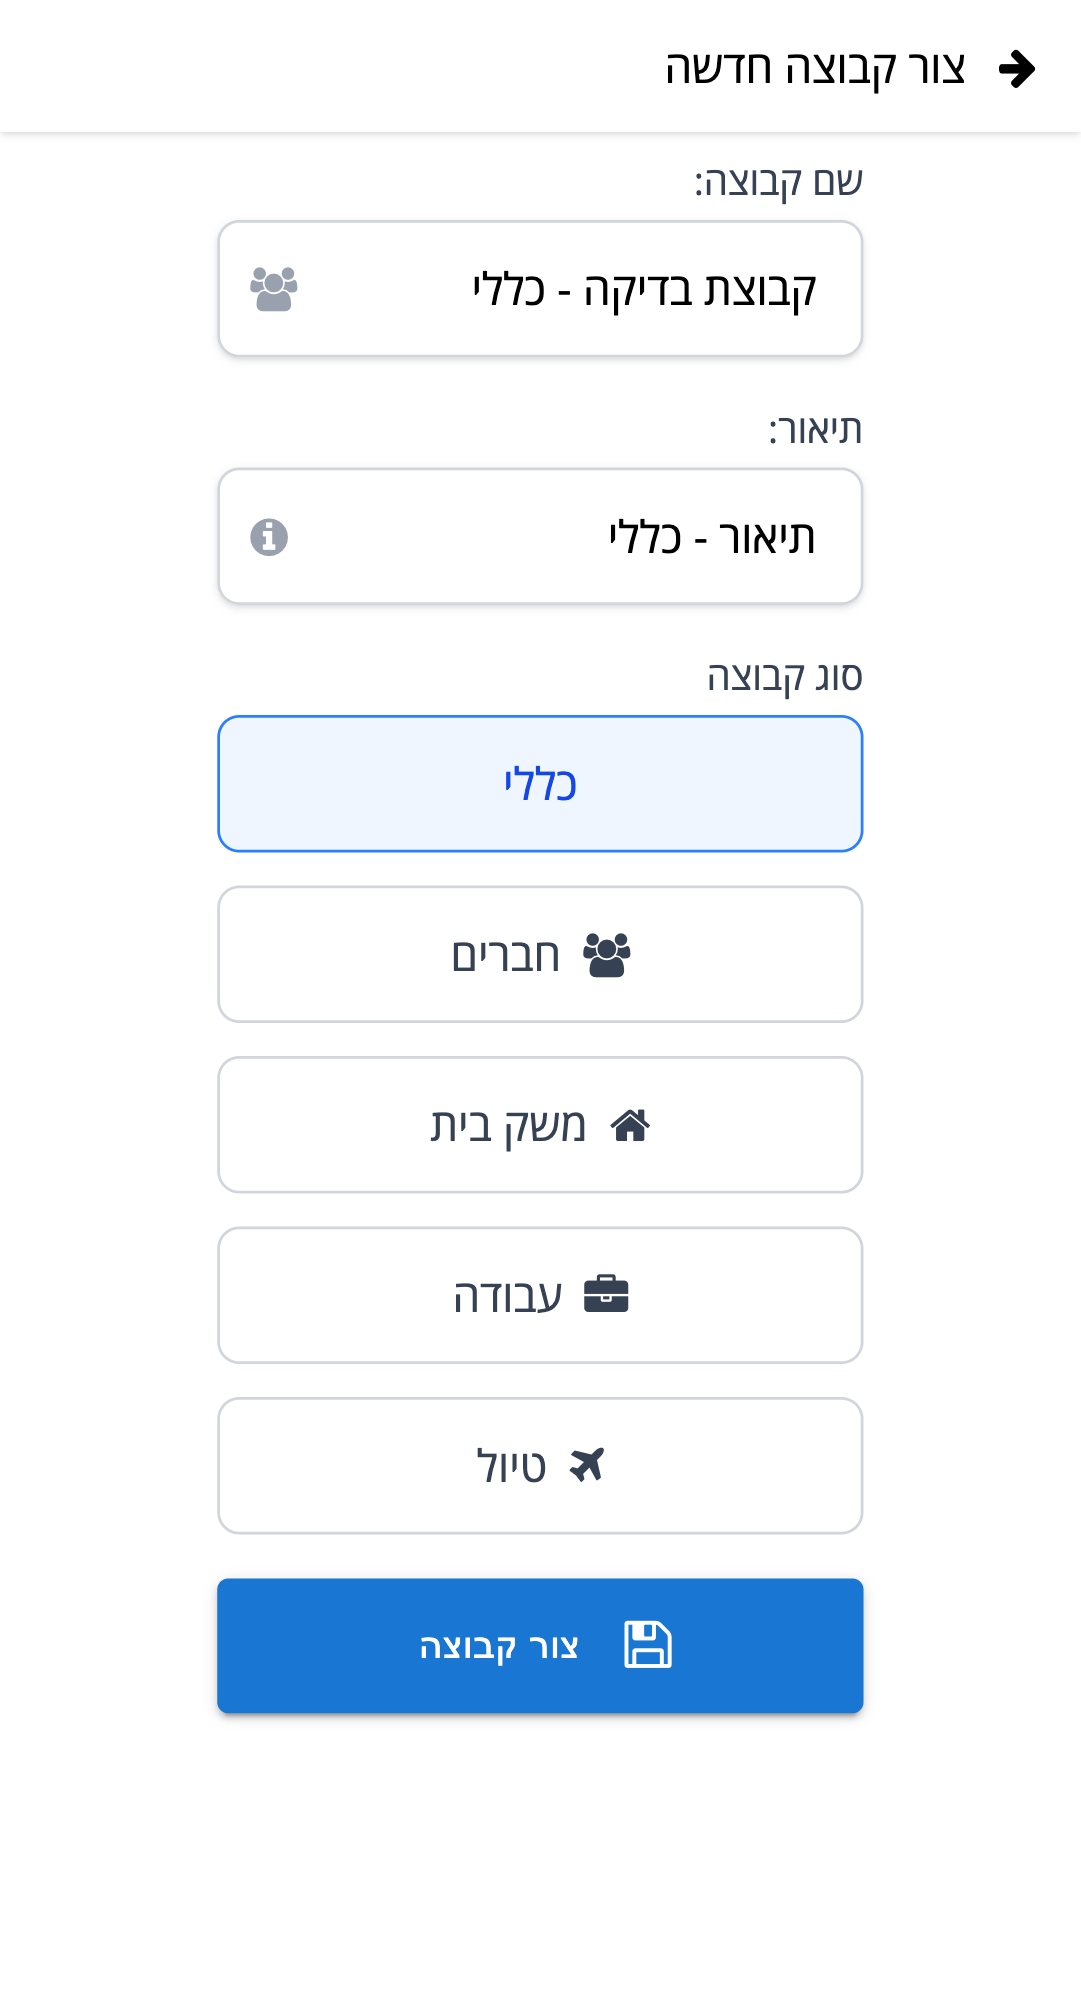 צור קבוצה חדשה
שם קבוצה:
קבוצת בדיקה - כללי
תיאור:
תיאור - כללי
סוג קבוצה
כללי
חברים
משק בית
עבודה
טיול
צור קבוצה